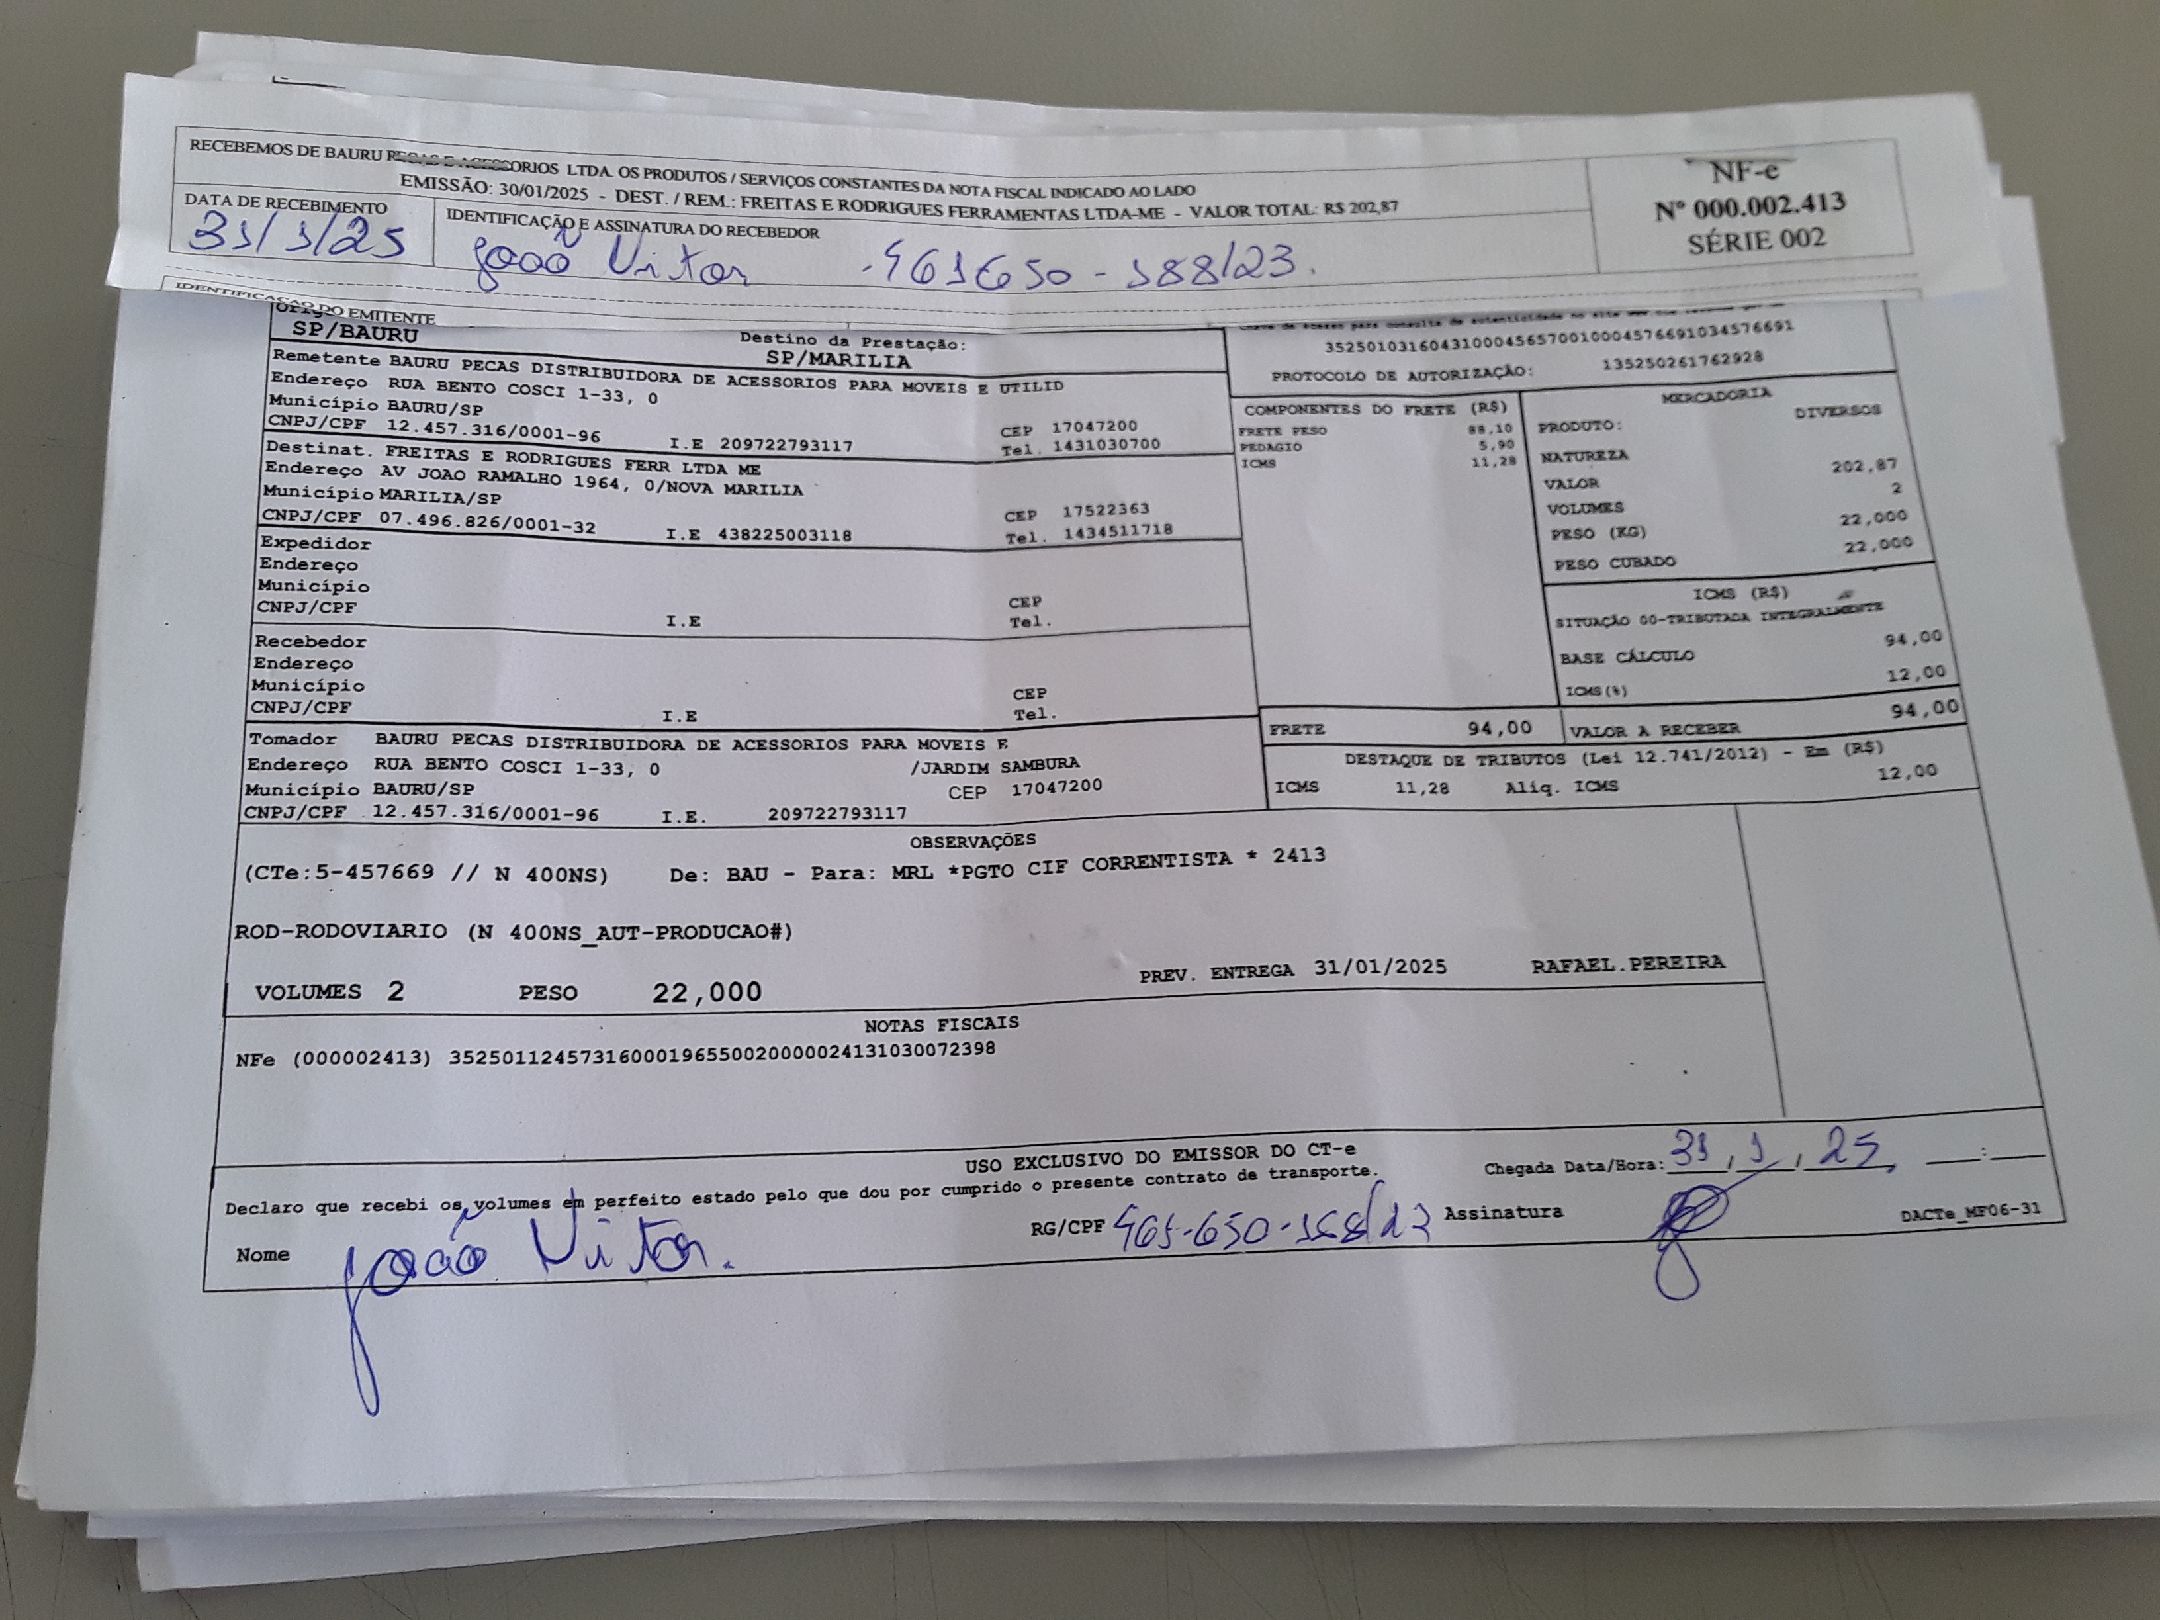 RECEBEMOS DE BAURU PECAS E ACESSORIOS LTDA. OS PRODUTOS / SERVIÇOS CONSTANTES DA NOTA FISCAL INDICADO AO LADO
EMISSÃO: 30/01/2025 - DEST. / REM.: FREITAS E RODRIGUES FERRAMENTAS LTDA-ME - VALOR TOTAL: R$ 202,87
NF-e
Nº 000.002.413
SÉRIE 002
DATA DE RECEBIMENTO
31/1/25
IDENTIFICAÇÃO E ASSINATURA DO RECEBEDOR
João Vitor 461650-188/23.
IDENTIFICAÇÃO DO EMITENTE
SP/BAURU
Destino da Prestação:
SP/MARILIA
35250103160431000456570010004576691034576691
PROTOCOLO DE AUTORIZAÇÃO: 135250261762928
Remetente BAURU PECAS DISTRIBUIDORA DE ACESSORIOS PARA MOVEIS E UTILID
Endereço RUA BENTO COSCI 1-33, 0
Município BAURU/SP CEP 17047200
CNPJ/CPF 12.457.316/0001-96 I.E 209722793117 Tel. 1431030700
Destinat. FREITAS E RODRIGUES FERR LTDA ME
Endereço AV JOAO RAMALHO 1964, 0/NOVA MARILIA
Município MARILIA/SP CEP 17522363
CNPJ/CPF 07.496.826/0001-32 I.E 438225003118 Tel. 1434511718
Expedidor
Endereço
Município CEP
CNPJ/CPF I.E Tel.
Recebedor
Endereço
Município CEP
CNPJ/CPF I.E Tel.
Tomador BAURU PECAS DISTRIBUIDORA DE ACESSORIOS PARA MOVEIS E
Endereço RUA BENTO COSCI 1-33, 0 /JARDIM SAMBURA
Município BAURU/SP CEP 17047200
CNPJ/CPF 12.457.316/0001-96 I.E. 209722793117
COMPONENTES DO FRETE (R$)
FRETE PESO
PEDAGIO 5,90
ICMS 11,28
MERCADORIA
PRODUTO: DIVERSOS
NATUREZA
VALOR 202,87
VOLUMES 2
PESO (KG) 22,000
PESO CUBADO 22,000
ICMS (R$)
SITUAÇÃO 00-TRIBUTADA INTEGRALMENTE
BASE CÁLCULO 94,00
ICMS(%) 12,00
FRETE 94,00 VALOR A RECEBER 94,00
DESTAQUE DE TRIBUTOS (Lei 12.741/2012) - Em (R$)
ICMS 11,28 Aliq. ICMS 12,00
OBSERVAÇÕES
(CTe:5-457669 // N 400NS) De: BAU - Para: MRL *PGTO CIF CORRENTISTA * 2413
ROD-RODOVIARIO (N 400NS_AUT-PRODUCAO#)
VOLUMES 2 PESO 22,000 PREV. ENTREGA 31/01/2025 RAFAEL.PEREIRA
NOTAS FISCAIS
NFe (000002413) 35250112457316000196550020000024131030072398
USO EXCLUSIVO DO EMISSOR DO CT-e
Declaro que recebi os volumes em perfeito estado pelo que dou por cumprido o presente contrato de transporte.
Chegada Data/Hora: 31, 1, 25, __:__
Nome João Vitor. RG/CPF 461-650-188/23 Assinatura
DACTe_MF06-31